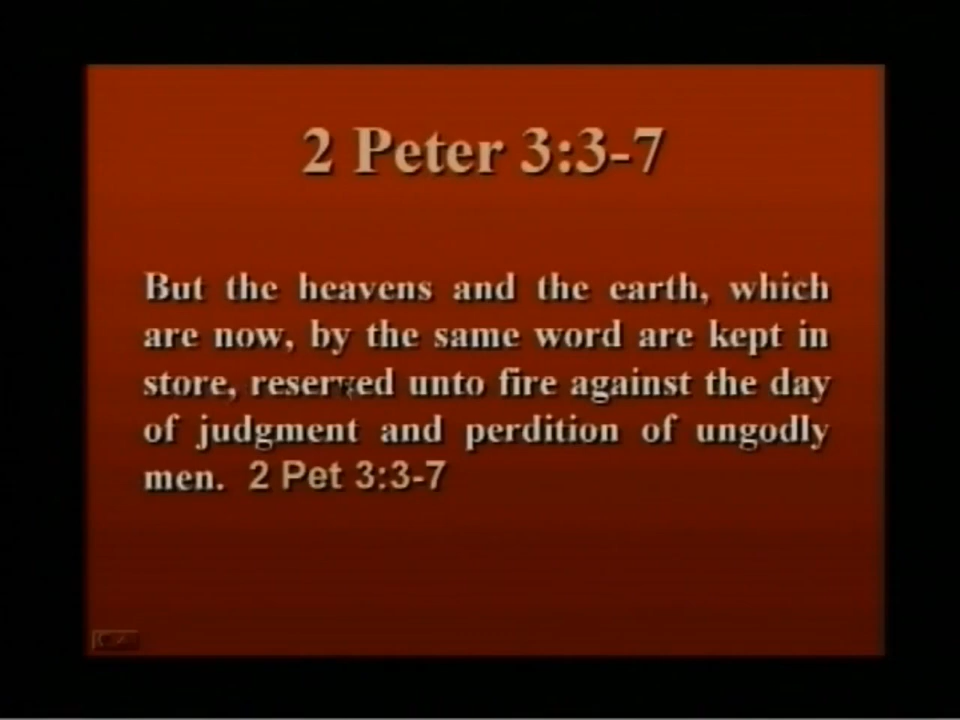 2 Peter 3:3-7
But the heavens and the earth, which
are now, by the same word are kept in
store, reserved unto fire against the day
of judgment and perdition of ungodly
men. 2 Pet 3:3-7